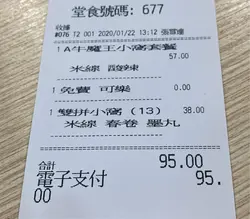 堂食號碼: 677
收據
#076 T2 001 2020/01/22 13:12 張
1 A牛魔王小窩套餐
57.00
米線 酸辣
1 免費 可樂
0.00
1 雙拼小窩 (13) 38.00
米線 春卷 墨丸
合計 95.00
電子支付 95.
00